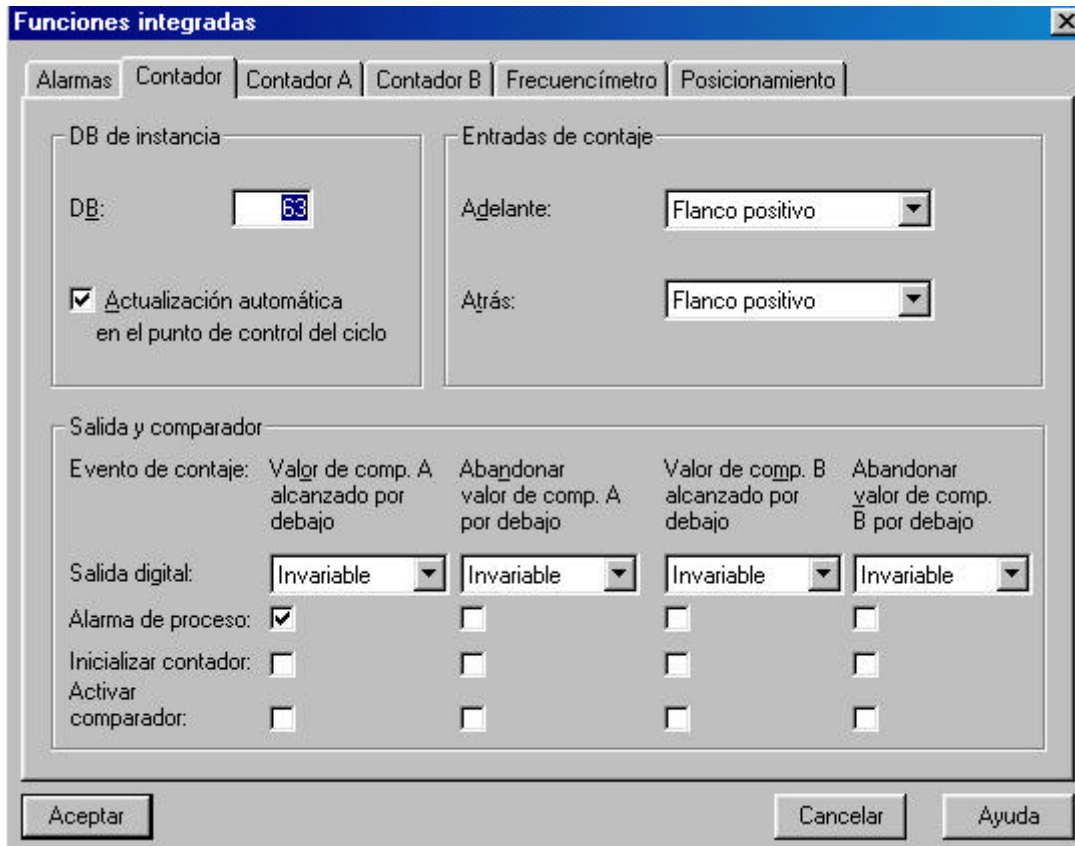 Funciones integradas
Alarmas Contador Contador A Contador B Frecuencímetro Posicionamiento
DB de instancia
DB: 63
Actualización automática
en el punto de control del ciclo
Entradas de contaje
Adelante: Flanco positivo
Atrás: Flanco positivo
Salida y comparador
Evento de contaje:
Valor de comp. A
alcanzado por
debajo
Abandonar
valor de comp. A
por debajo
Valor de comp. B
alcanzado por
debajo
Abandonar
valor de comp.
B por debajo
Salida digital: Invariable Invariable Invariable Invariable
Alarma de proceso:
Inicializar contador:
Activar
comparador:
Aceptar Cancelar Ayuda